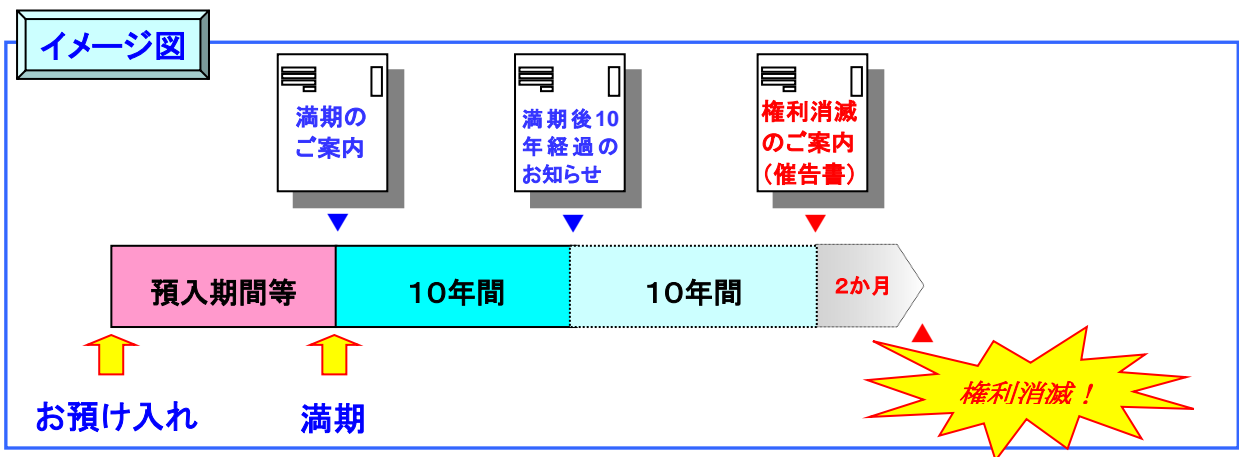 イメージ図
満期の
ご案内
満期後10
年経過の
お知らせ
権利消滅
のご案内
(催告書)
預入期間等
10年間
10年間
2か月
お預け入れ
満期
権利消滅!